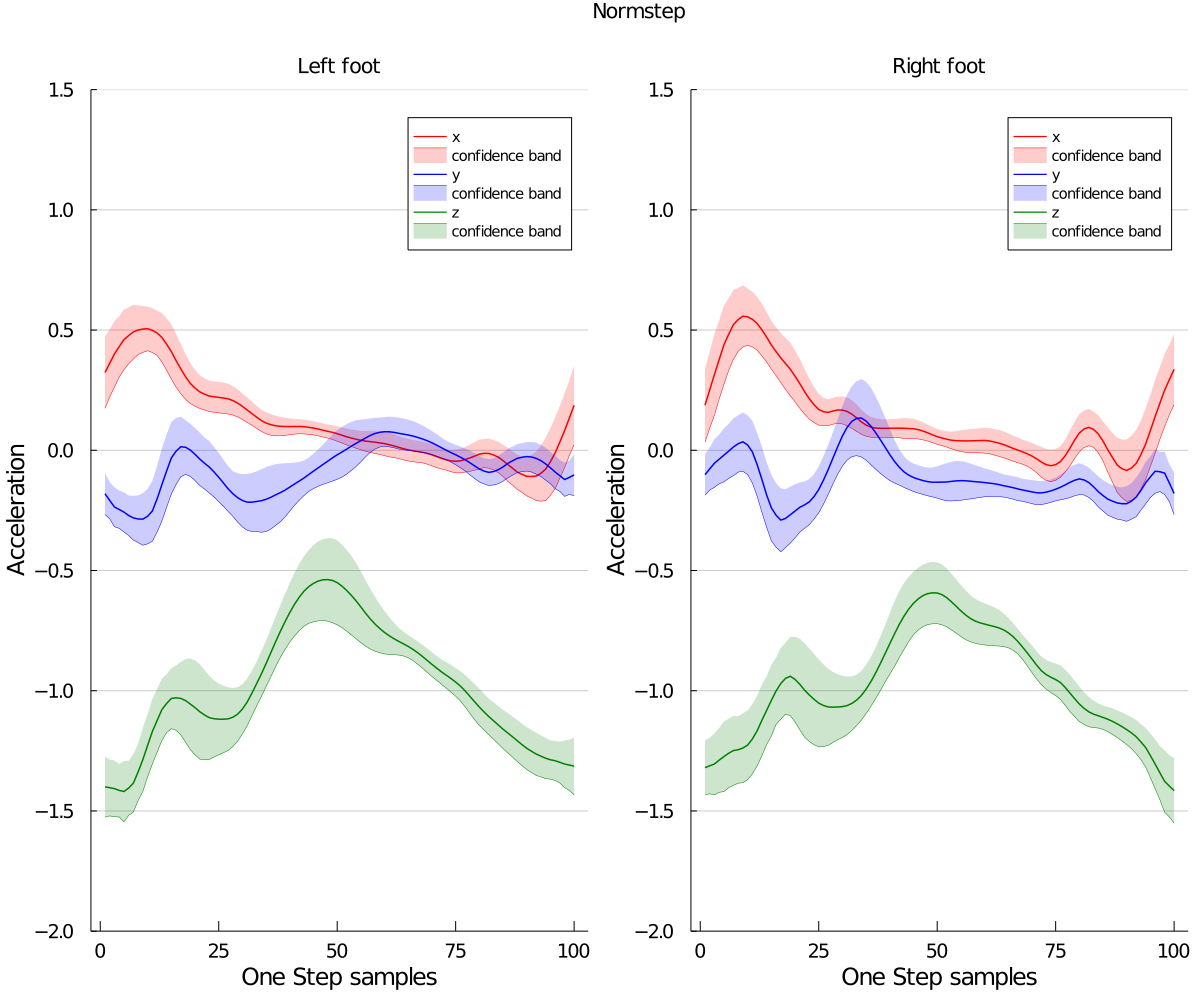 Normstep
Left foot
Acceleration
1.5
1.0
0.5
0.0
−0.5
−1.0
−1.5
−2.0
x
confidence band
y
confidence band
z
confidence band
0 25 50 75 100
One Step samples
Right foot
Acceleration
1.5
1.0
0.5
0.0
−0.5
−1.0
−1.5
−2.0
x
confidence band
y
confidence band
z
confidence band
0 25 50 75 100
One Step samples